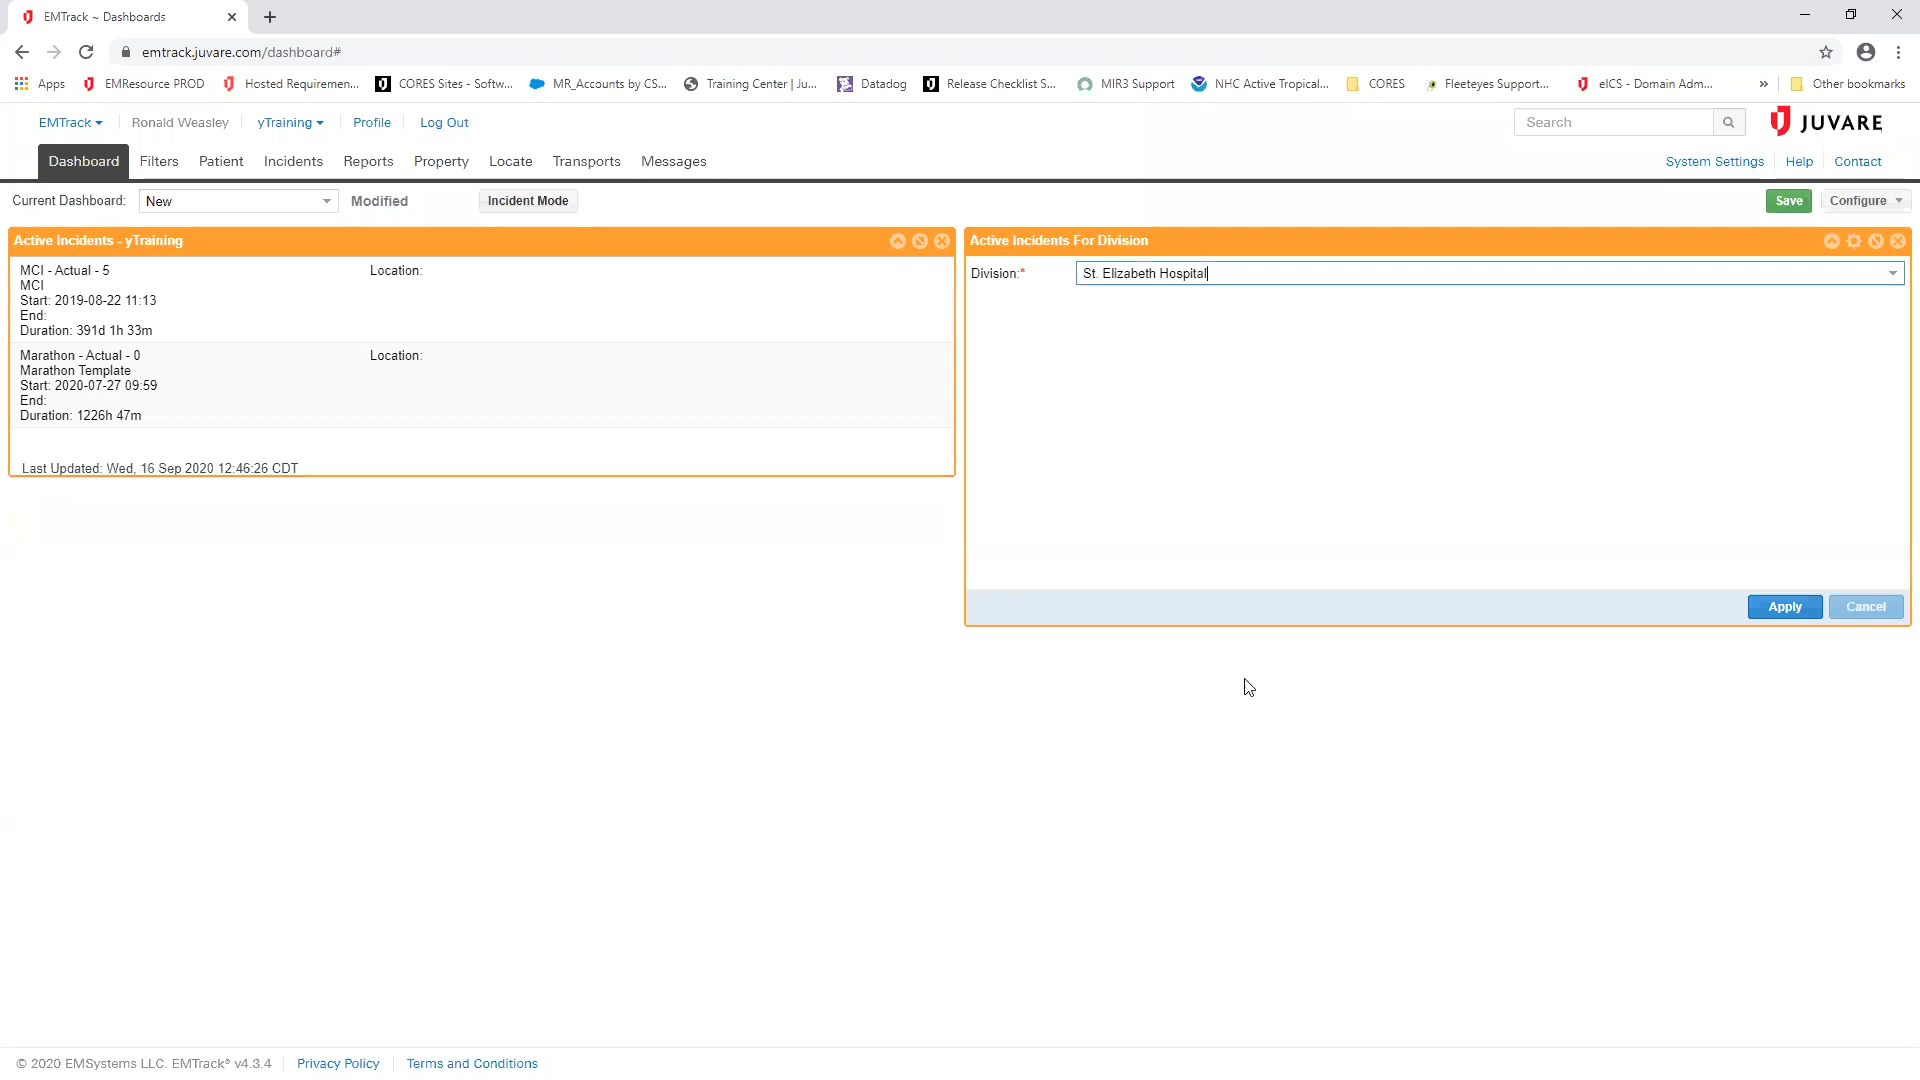 EMTrack ~ Dashboards
emtrack.juvare.com/dashboard#
Apps EMResource PROD Hosted Requiremen... CORES Sites - Softw... MR_Accounts by CS... Training Center | Ju... Datadog Release Checklist S... MIR3 Support NHC Active Tropical... CORES Fleeteyes Support... eICS - Domain Adm... » Other bookmarks
EMTrack Ronald Weasley yTraining Profile Log Out Search JUVARE
Dashboard Filters Patient Incidents Reports Property Locate Transports Messages System Settings Help Contact
Current Dashboard: New Modified Incident Mode Save Configure
Active Incidents - yTraining
MCI - Actual - 5 Location:
MCI
Start: 2019-08-22 11:13
End:
Duration: 391d 1h 33m
Marathon - Actual - 0 Location:
Marathon Template
Start: 2020-07-27 09:59
End:
Duration: 1226h 47m
Last Updated: Wed, 16 Sep 2020 12:46:26 CDT
Active Incidents For Division
Division:* St. Elizabeth Hospital
Apply Cancel
© 2020 EMSystems LLC. EMTrack® v4.3.4 Privacy Policy Terms and Conditions